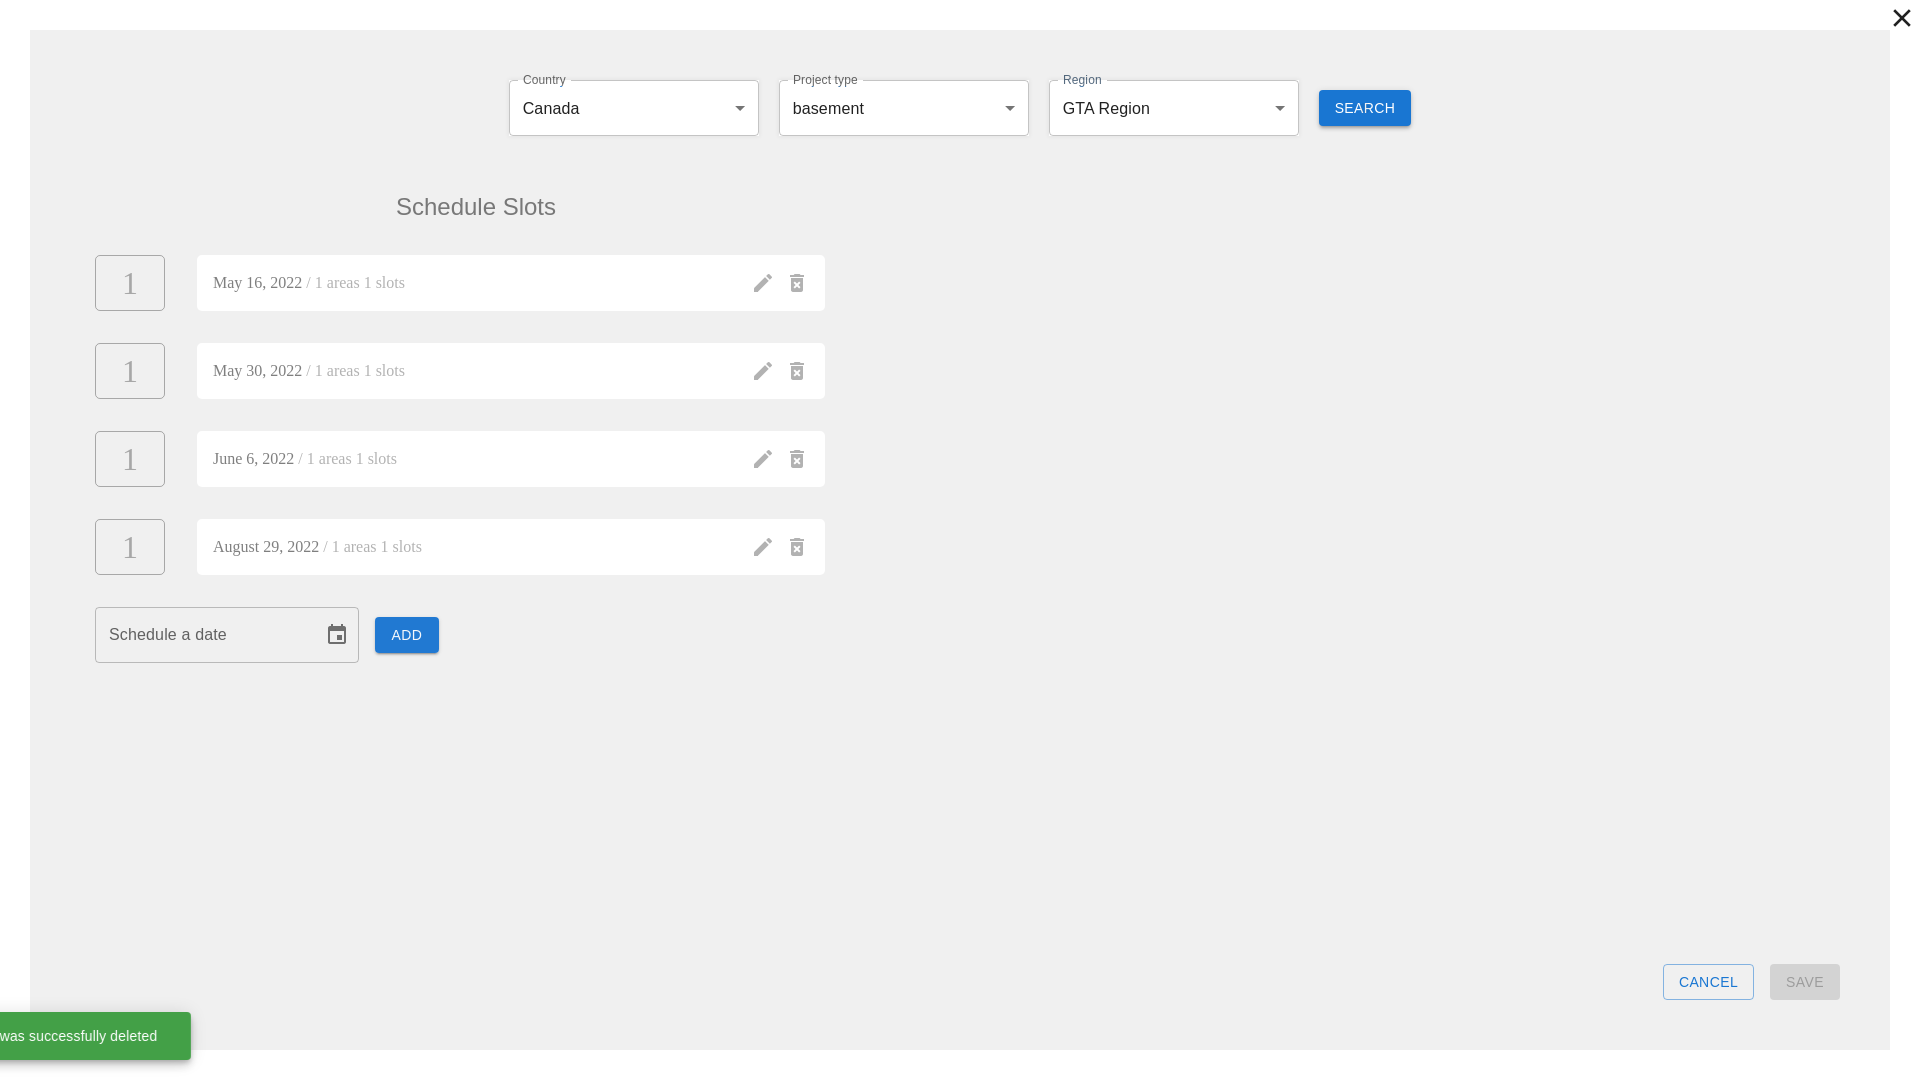 Country
Canada
Project type
basement
Region
GTA Region
SEARCH
Schedule Slots
1
May 16, 2022 / 1 areas 1 slots
1
May 30, 2022 / 1 areas 1 slots
1
June 6, 2022 / 1 areas 1 slots
1
August 29, 2022 / 1 areas 1 slots
Schedule a date
ADD
CANCEL
SAVE
was successfully deleted